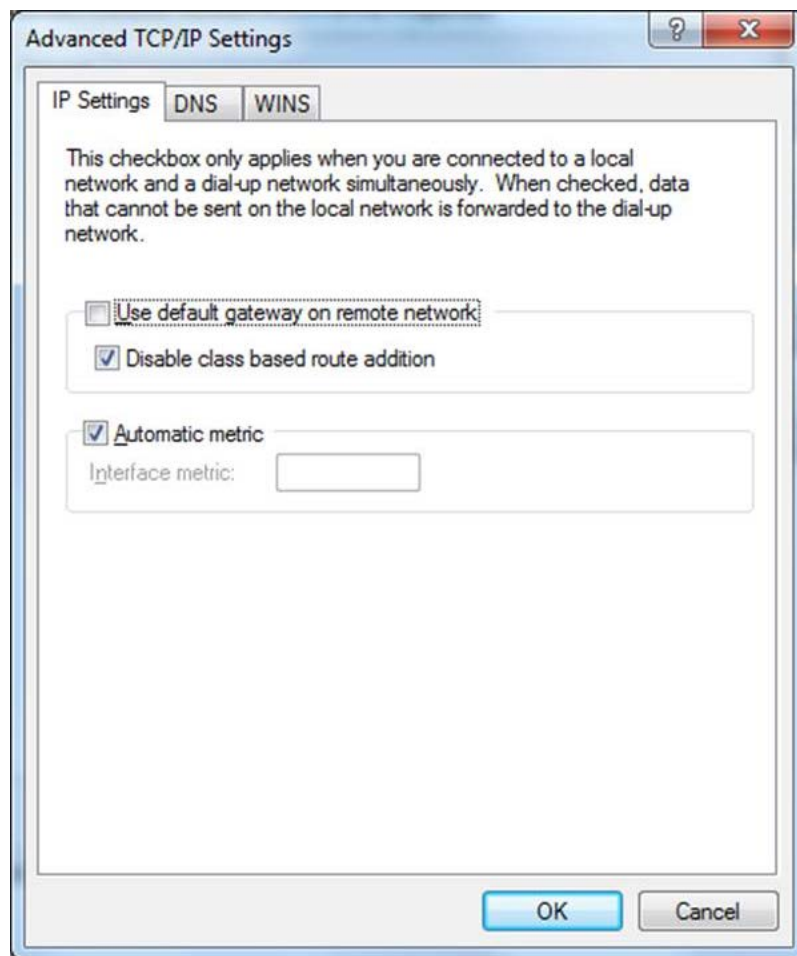 Advanced TCP/IP Settings
IP Settings
DNS
WINS
This checkbox only applies when you are connected to a local
network and a dial-up network simultaneously. When checked, data
that cannot be sent on the local network is forwarded to the dial-up
network.
Use default gateway on remote network
Disable class based route addition
Automatic metric
Interface metric:
OK
Cancel